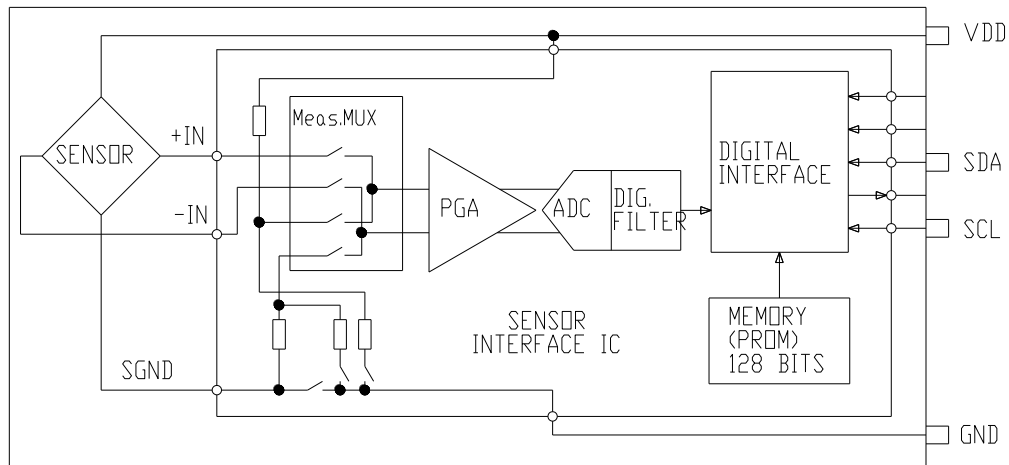 VDD
Meas.MUX
+IN
SENSOR
DIGITAL
INTERFACE
SDA
-IN
PGA
ADC
DIG.
FILTER
SCL
SENSOR
INTERFACE IC
MEMORY
(PROM)
128 BITS
SGND
GND